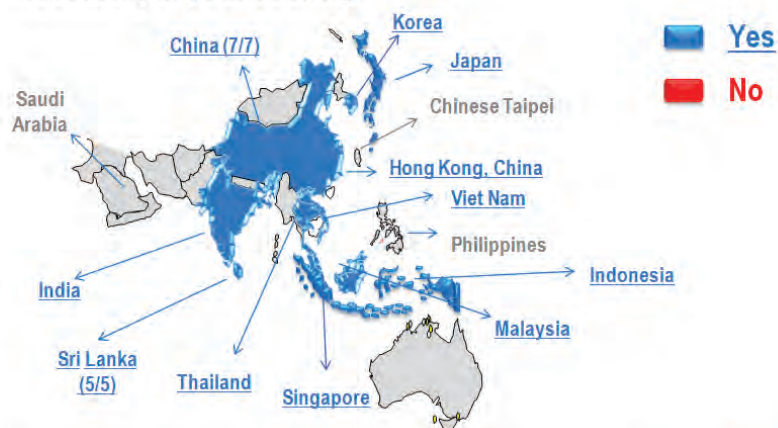 Korea
China (7/7)
Yes
Japan
No
Saudi
Arabia
Chinese Taipei
Hong Kong, China
Viet Nam
Philippines
Indonesia
India
Malaysia
Sri Lanka
(5/5)
Thailand
Singapore